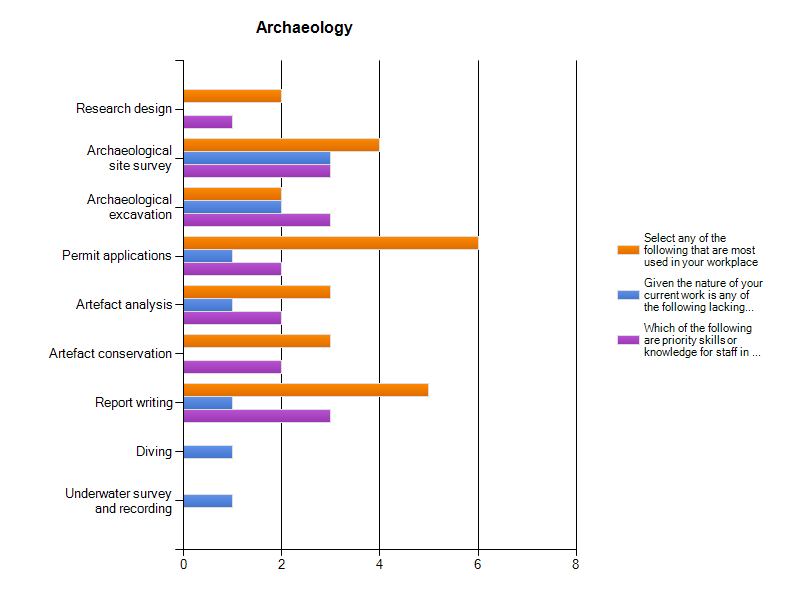 Archaeology
Research design
Archaeological
site survey
Archaeological
excavation
Permit applications
Artefact analysis
Artefact conservation
Report writing
Diving
Underwater survey
and recording
0 2 4 6 8
Select any of the
following that are most
used in your workplace
Given the nature of your
current work is any of
the following lacking...
Which of the following
are priority skills or
knowledge for staff in ...